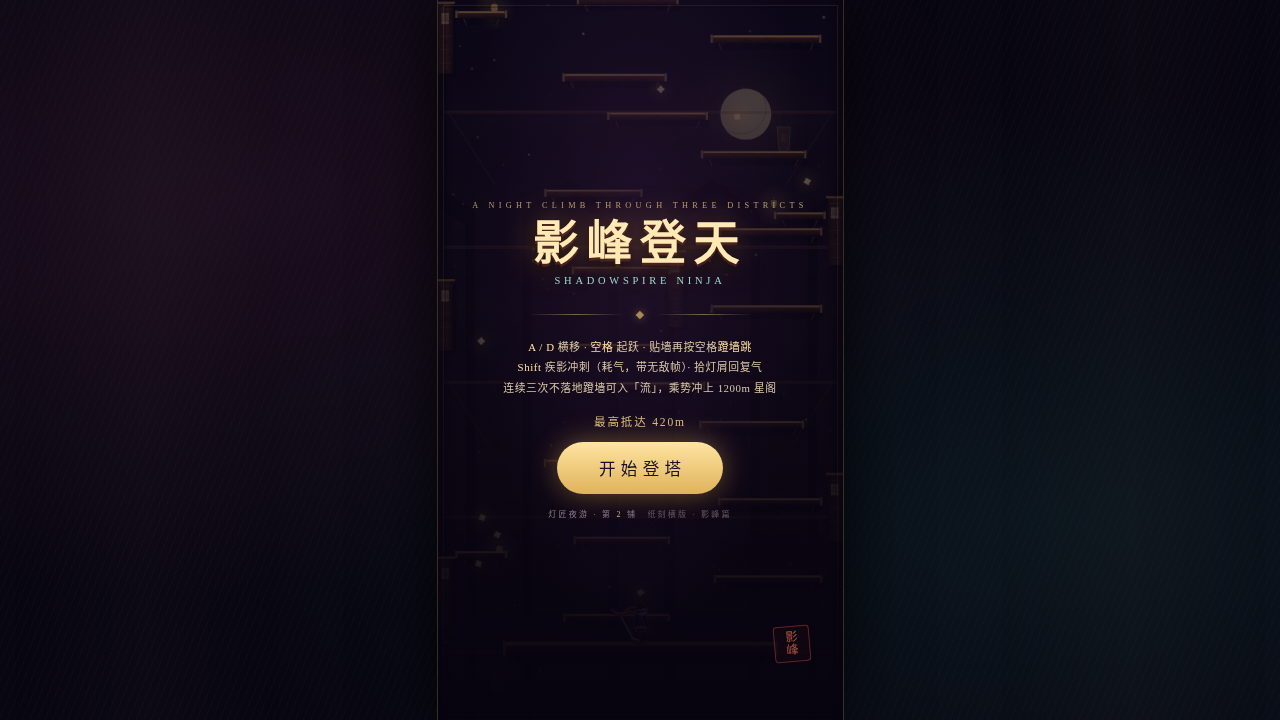 A NIGHT CLIMB THROUGH THREE DISTRICTS
影峰登天
SHADOWSPIRE NINJA
A / D 横移 · 空格 起跃 · 贴墙再按空格蹬墙跳
Shift 疾影冲刺（耗气，带无敌帧）· 拾灯屑回复气
连续三次不落地蹬墙可入「流」，乘势冲上 1200m 星阁
最高抵达 420m
开始登塔
灯匠夜游 · 第 2 铺 纸刻横版 · 影峰篇
影峰